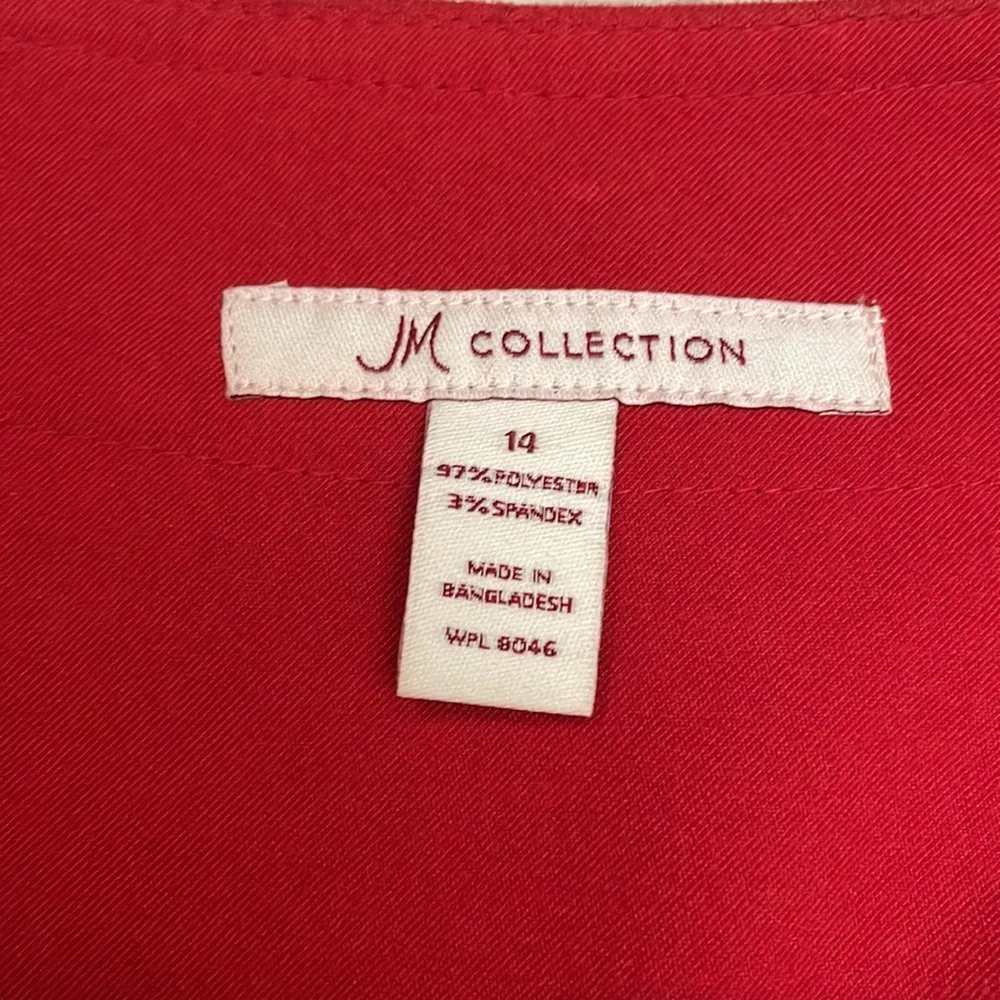 JM COLLECTION
14
97% POLYESTER
3% SPANDEX
MADE IN
BANGLADESH
WPL 8046